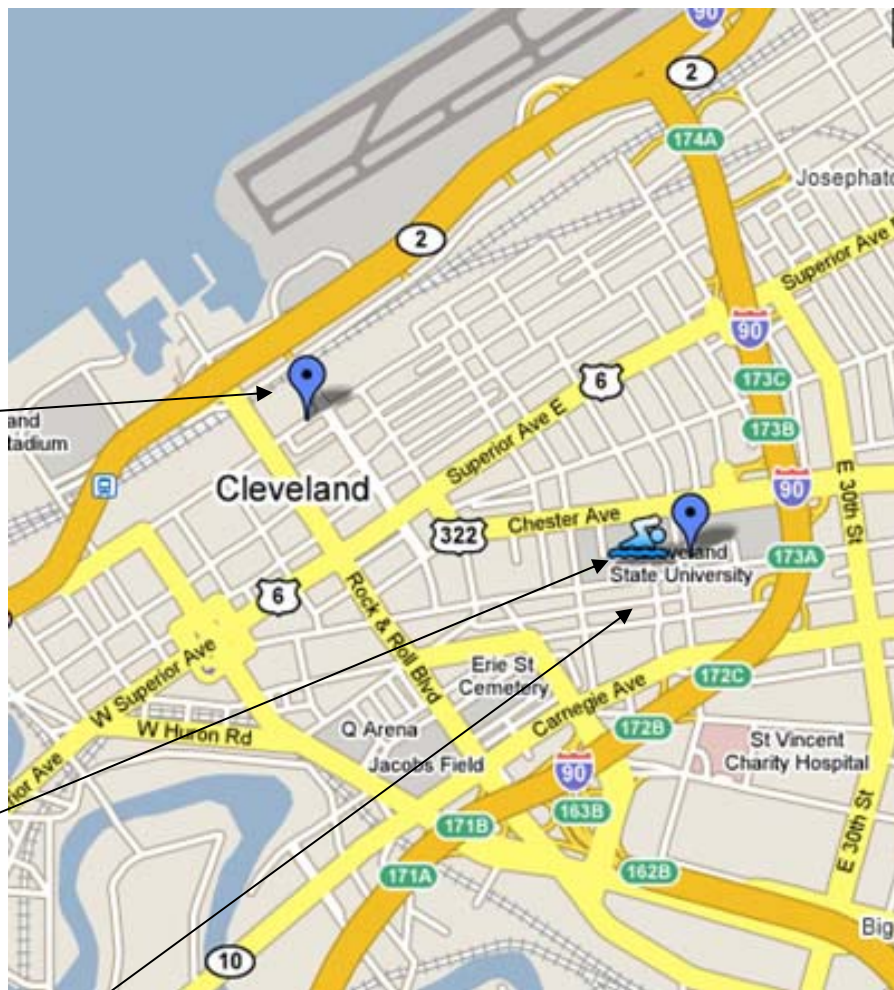 90
2
174A
Josephat
2
Superior Ave
90
6
173C
and
tadium
173B
Superior Ave E
Cleveland
90
E 30th St
Chester Ave
322
173A
State University
6
Rock & Roll Blvd
Erie St
Cemetery
W Superior Ave
Carnegie Ave
172C
W Huron Rd
Q Arena
172B
St Vincent
Charity Hospital
Jacobs Field
90
ior Ave
163B
171B
E 30th St
171A
162B
Big
10